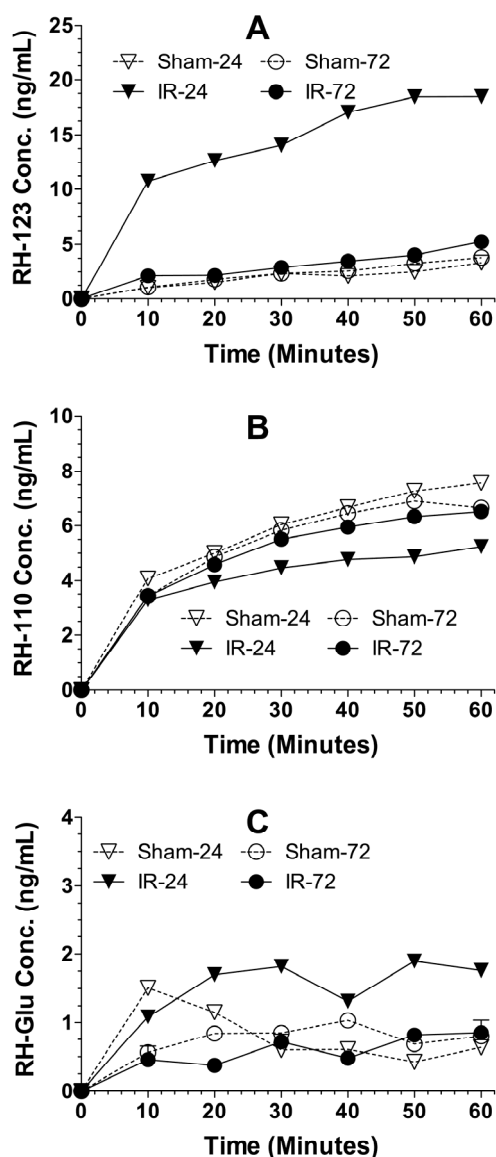 A
Sham-24 Sham-72
IR-24 IR-72
RH-123 Conc. (ng/mL)
25
20
15
10
5
0
0 10 20 30 40 50 60
Time (Minutes)
B
RH-110 Conc. (ng/mL)
10
8
6
4
2
0
Sham-24 Sham-72
IR-24 IR-72
0 10 20 30 40 50 60
Time (Minutes)
C
Sham-24 Sham-72
IR-24 IR-72
RH-Glu Conc. (ng/mL)
4
3
2
1
0
0 10 20 30 40 50 60
Time (Minutes)